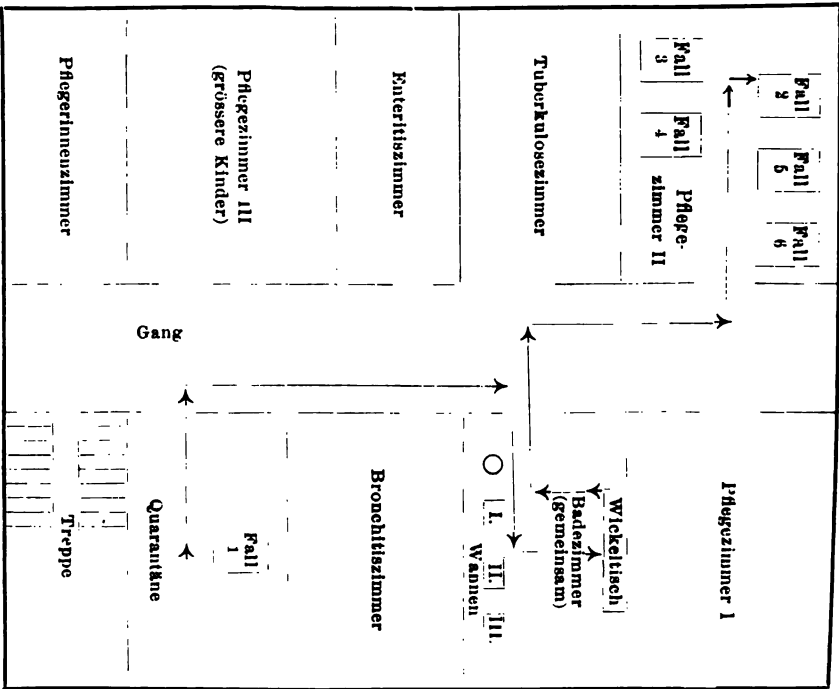 Pflegerinnenzimmer
Pflegezimmer III
(grössere Kinder)
Enteritiszimmer
Tuberkulosezimmer
Fall
3
Fall
4
Pflege-
zimmer II
Fall
2
Fall
5
Fall
6
Gang
Treppe
Quarantäne
Fall
1
Bronchitiszimmer
I.
II.
III.
Wannen
Badezimmer
(gemeinsam)
Wickeltisch
Pflegezimmer I